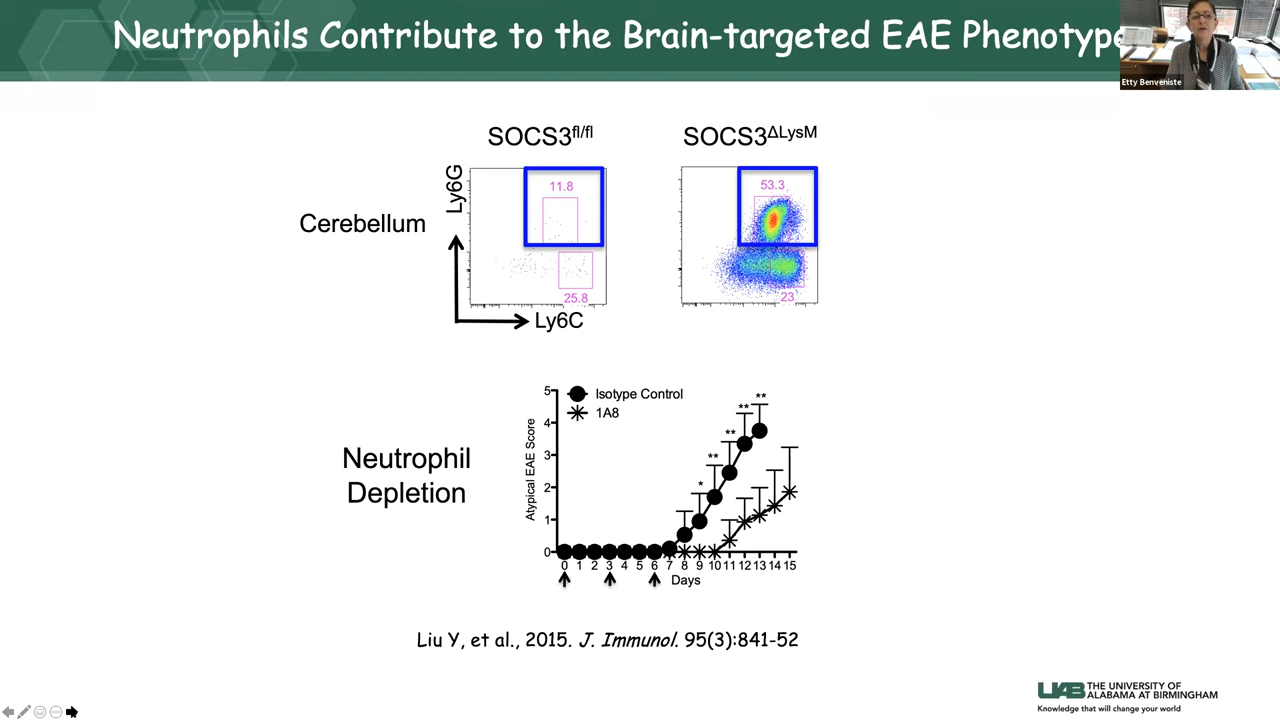 Neutrophils Contribute to the Brain-targeted EAE Phenotype
Etty Benveniste
SOCS3fl/fl
SOCS3ΔLysM
Cerebellum
Ly6G
11.8
25.8
53.3
23
Ly6C
Neutrophil
Depletion
Atypical EAE Score
5
4
3
2
1
0
Isotype Control
1A8
*
**
**
**
**
0 1 2 3 4 5 6 7 8 9 10 11 12 13 14 15
Days
Liu Y, et al., 2015. J. Immunol. 95(3):841-52
UAB
THE UNIVERSITY OF
ALABAMA AT BIRMINGHAM
Knowledge that will change your world